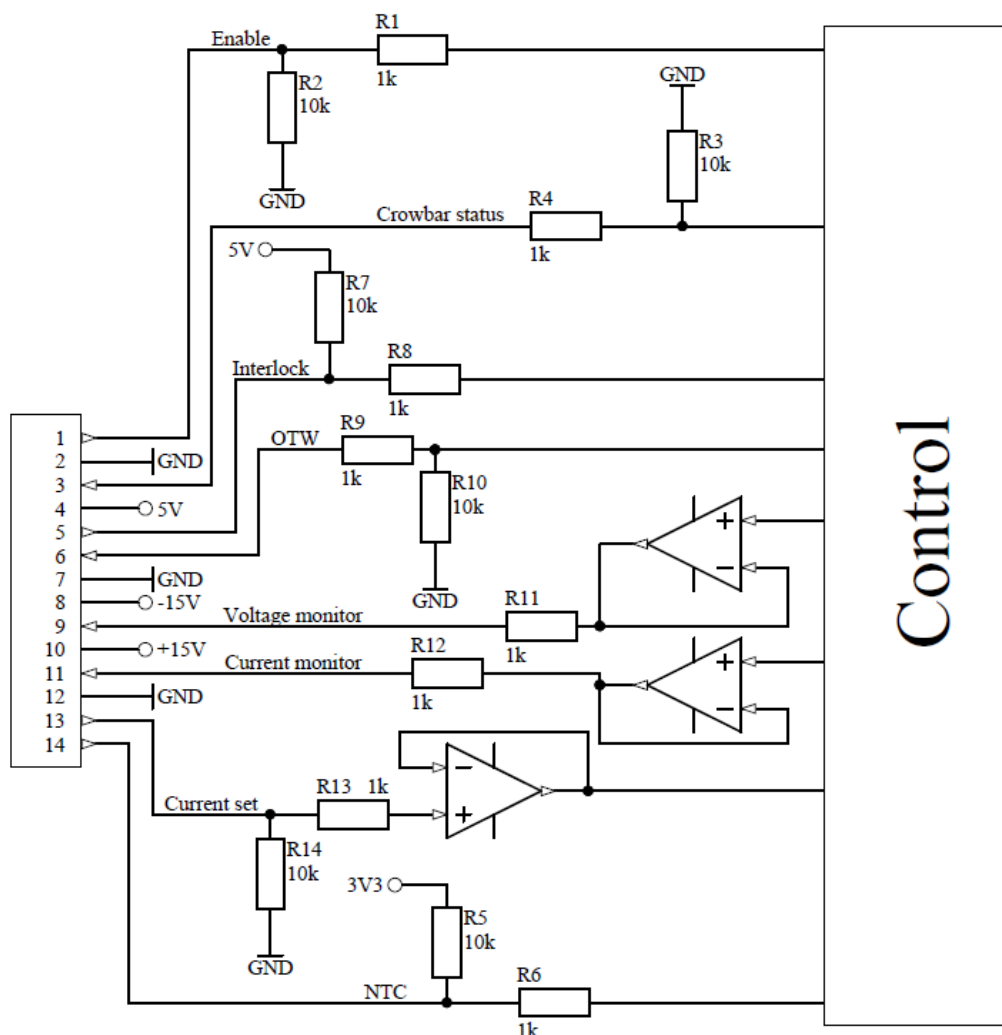 Enable
R1
1k
R2
10k
GND
GND
R3
10k
Crowbar status
R4
1k
5V
R7
10k
Interlock
R8
1k
OTW
R9
1k
R10
10k
GND
1
2
GND
3
4
5V
5
6
7
GND
8
-15V
9
Voltage monitor
R11
1k
10
+15V
11
Current monitor
R12
1k
12
GND
13
14
+
−
+
−
−
+
Current set
R13 1k
R14
10k
GND
3V3
R5
10k
NTC
R6
1k
Control